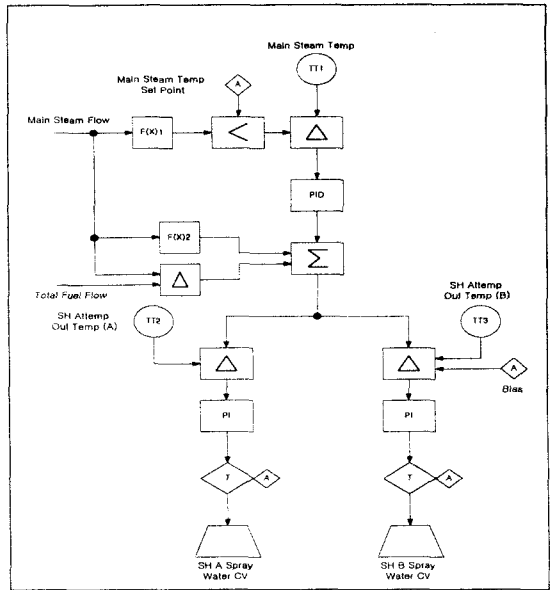 Main Steam Temp
TT1
Main Steam Temp
Set Point
A
Main Steam Flow
F(X)1
<
Δ
PID
F(X)2
Δ
Σ
Total Fuel Flow
SH Attemp
Out Temp (A)
TT2
SH Attemp
Out Temp (B)
TT3
Δ
Δ
A
Bias
PI
PI
T
A
T
A
SH A Spray
Water CV
SH B Spray
Water CV